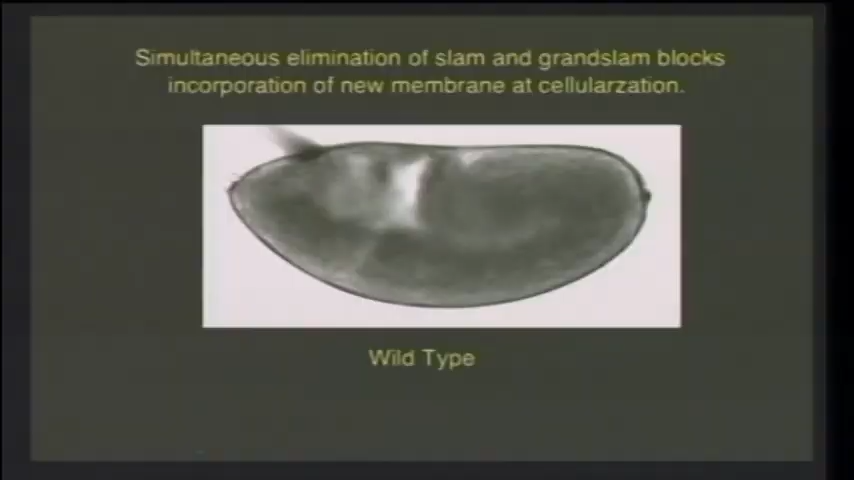 Simultaneous elimination of slam and grandslam blocks
incorporation of new membrane at cellularzation.
Wild Type